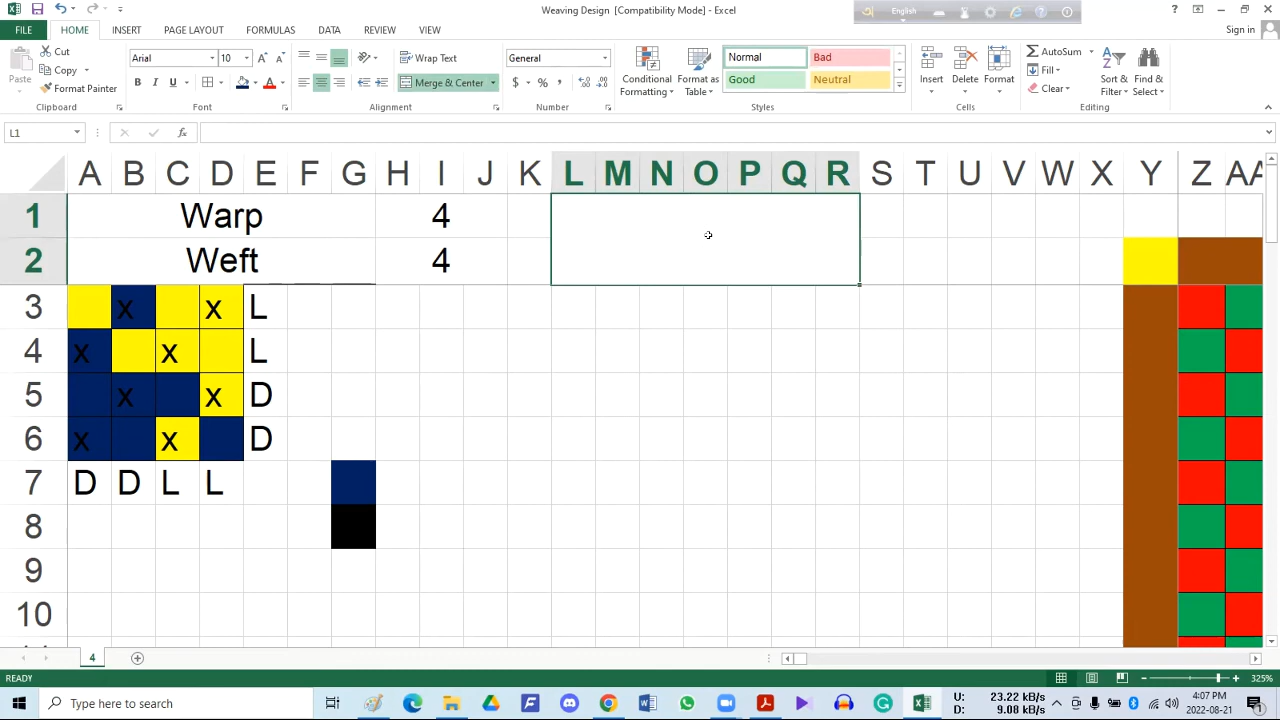 Weaving Design [Compatibility Mode] - Excel
English
FILE HOME INSERT PAGE LAYOUT FORMULAS DATA REVIEW VIEW Sign in
Paste Cut Copy Format Painter Clipboard
Arial 10 B I U Font
Wrap Text Merge & Center Alignment
General $ % , Number
Conditional Formatting Format as Table Normal Bad Good Neutral Styles
Insert Delete Format Cells
AutoSum Fill Clear Sort & Filter Find & Select Editing
L1 fx
A B C D E F G H I J K L M N O P Q R S T U V W X Y Z AA
1 Warp 4
2 Weft 4
3 x x L
4 x x L
5 x x D
6 x x D
7 D D L L
8
9
10
4
READY 325%
Type here to search
U: 23.22 kB/s
D: 9.08 kB/s
4:07 PM
2022-08-21